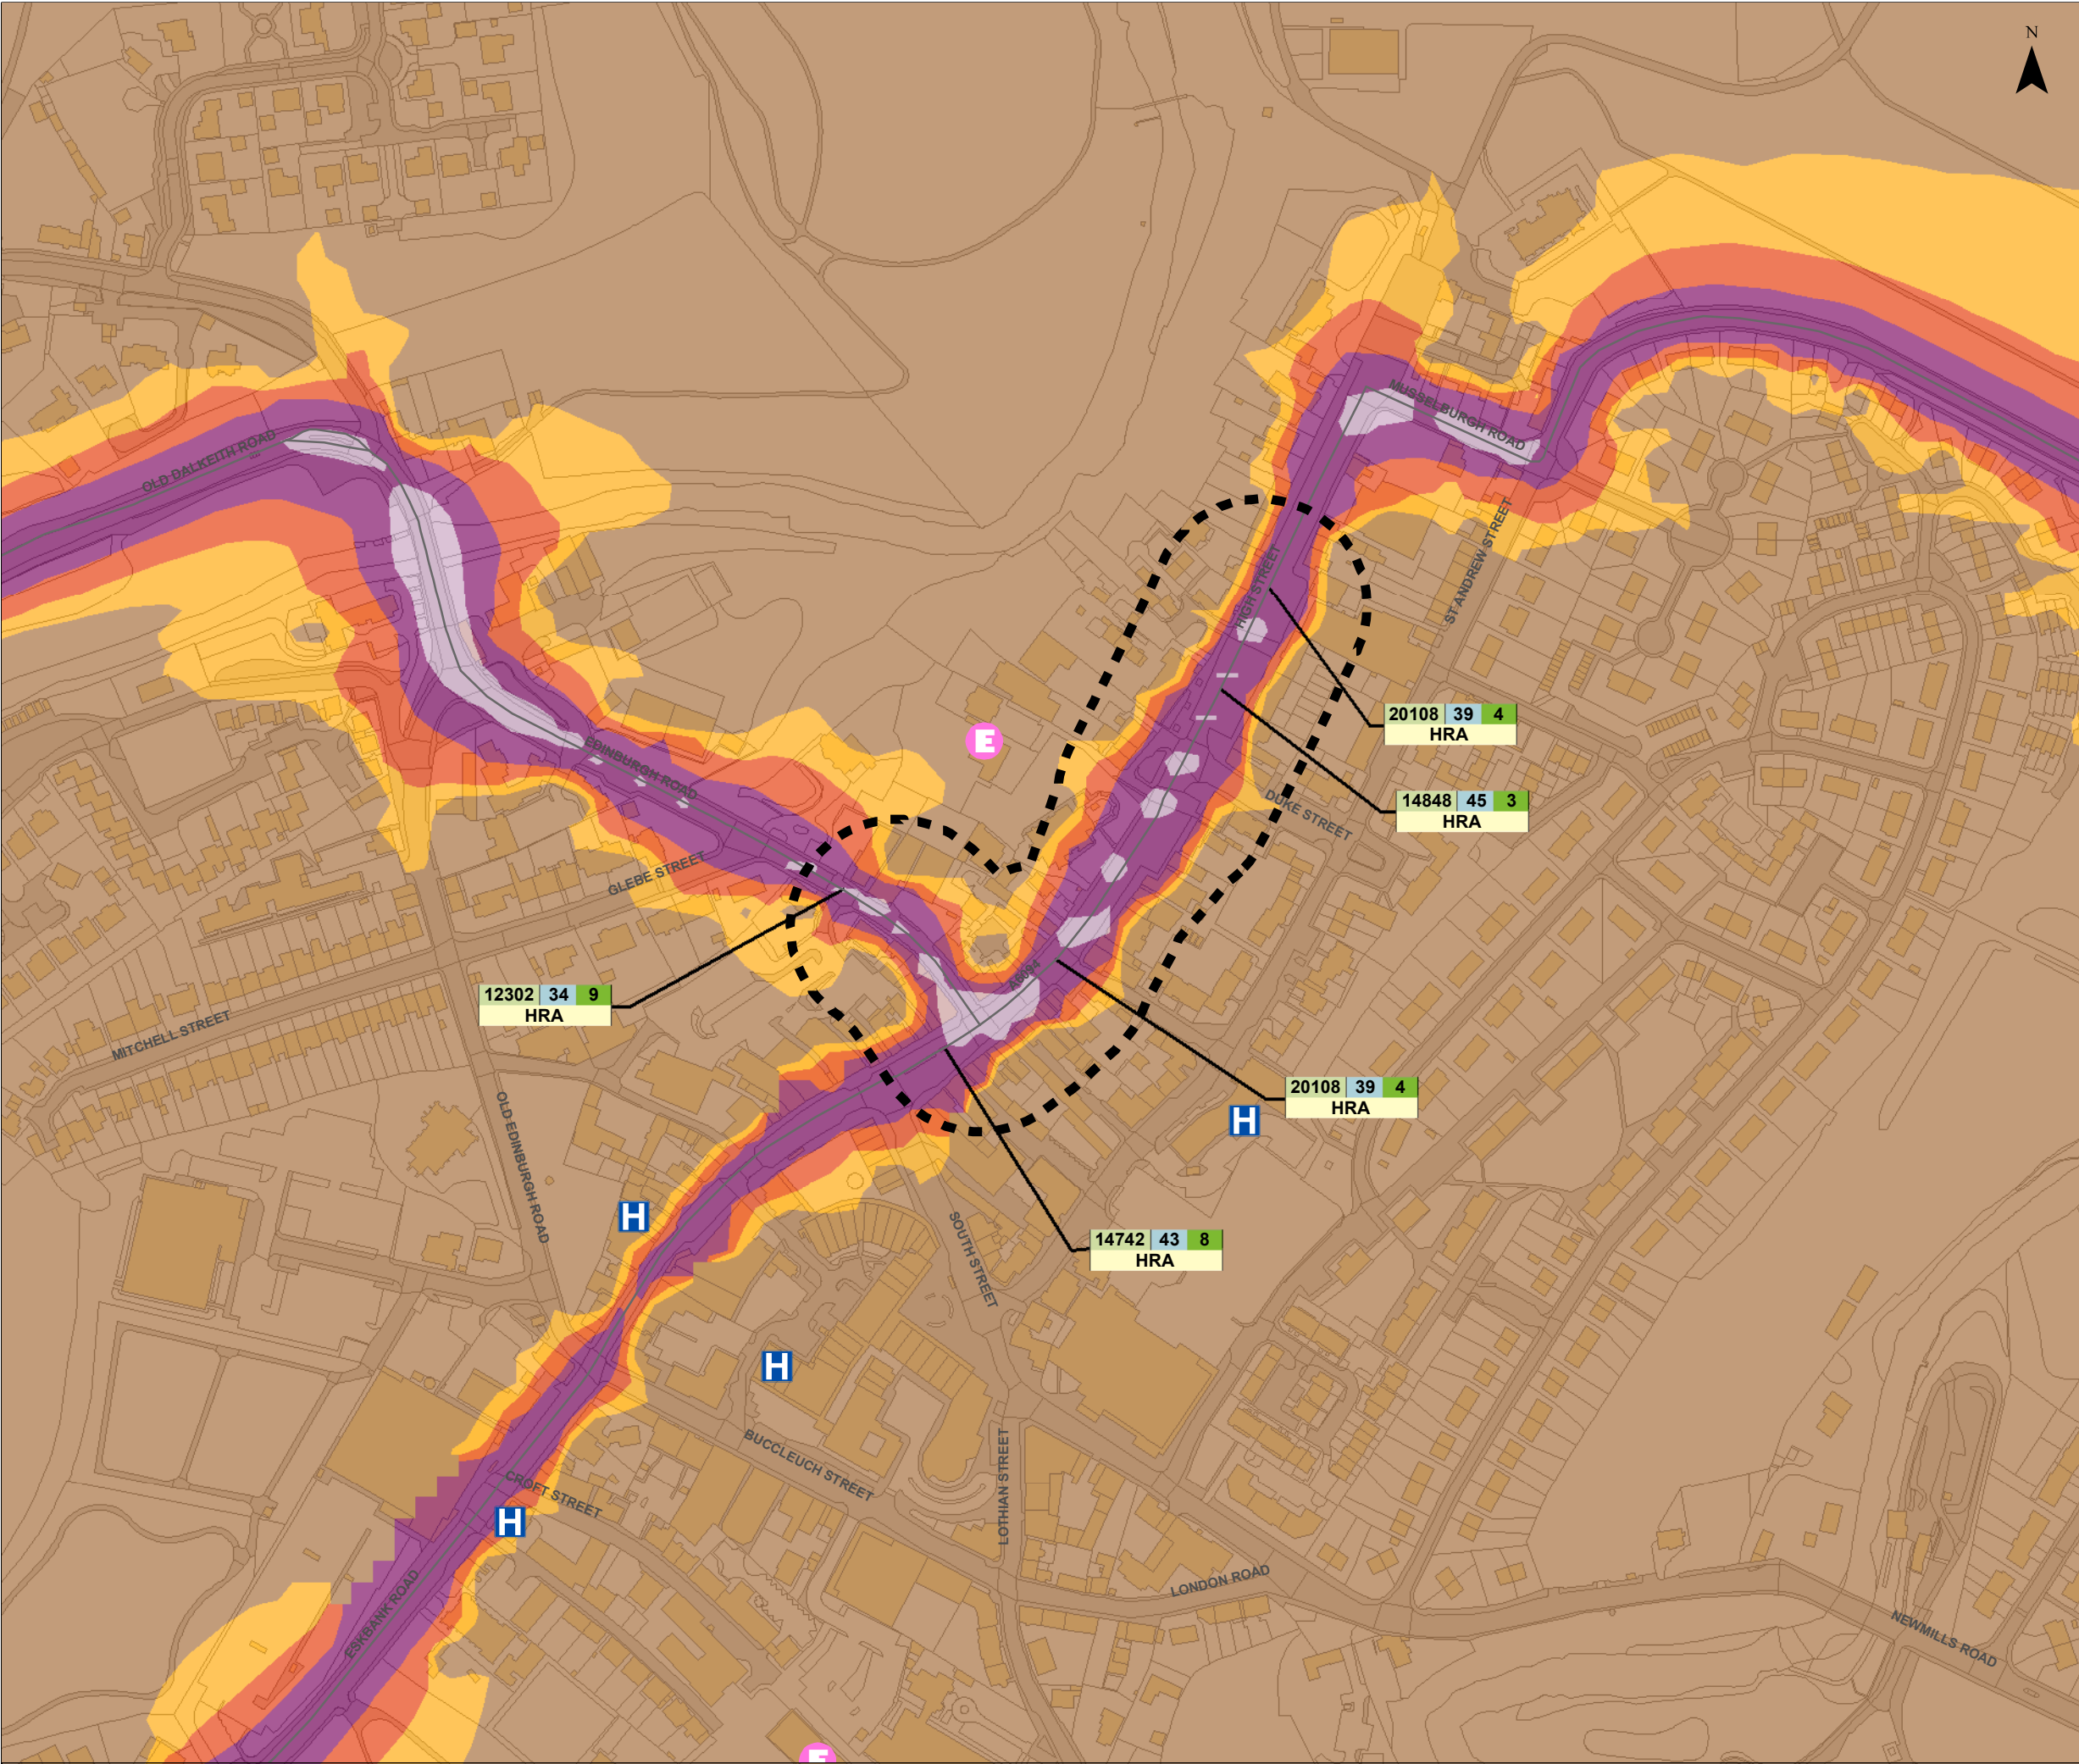 N
MUSSELBURGH ROAD
OLD DALKEITH ROAD
HIGH STREET
ST ANDREW STREET
20108 39 4
HRA
E
EDINBURGH ROAD
14848 45 3
HRA
DUKE STREET
GLEBE STREET
A6094
12302 34 9
HRA
MITCHELL STREET
20108 39 4
HRA
H
OLD EDINBURGH ROAD
H
SOUTH STREET
14742 43 8
HRA
H
BUCCLEUCH STREET
CROFT STREET
LOTHIAN STREET
H
LONDON ROAD
ESKBANK ROAD
NEWMILLS ROAD
E